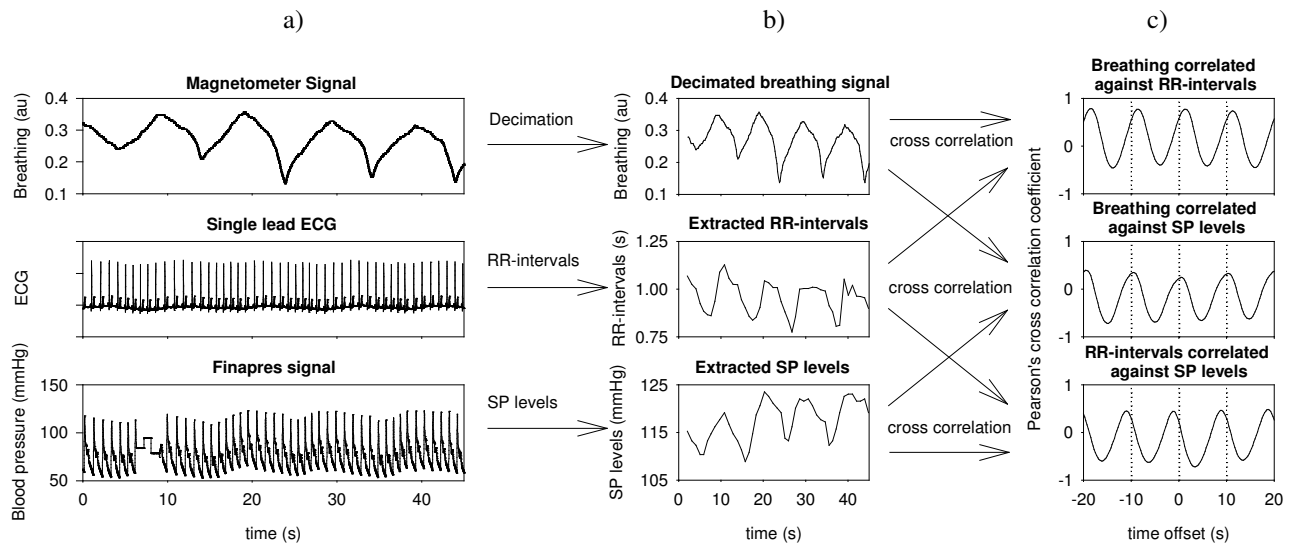 a)
b)
c)
Magnetometer Signal
Breathing (au)
0.4
0.3
0.2
0.1
Single lead ECG
ECG
Finapres signal
Blood pressure (mmHg)
150
100
50
0 10 20 30 40
time (s)
Decimation
RR-intervals
SP levels
Decimated breathing signal
Breathing (au)
0.4
0.3
0.2
0.1
Extracted RR-intervals
RR-intervals (s)
1.25
1.00
0.75
Extracted SP levels
SP levels (mmHg)
125
115
105
0 10 20 30 40
time (s)
cross correlation
cross correlation
cross correlation
Pearson's cross correlation coefficient
Breathing correlated
against RR-intervals
1
0
-1
Breathing correlated
against SP levels
1
0
-1
RR-intervals correlated
against SP levels
1
0
-1
-20 -10 0 10 20
time offset (s)